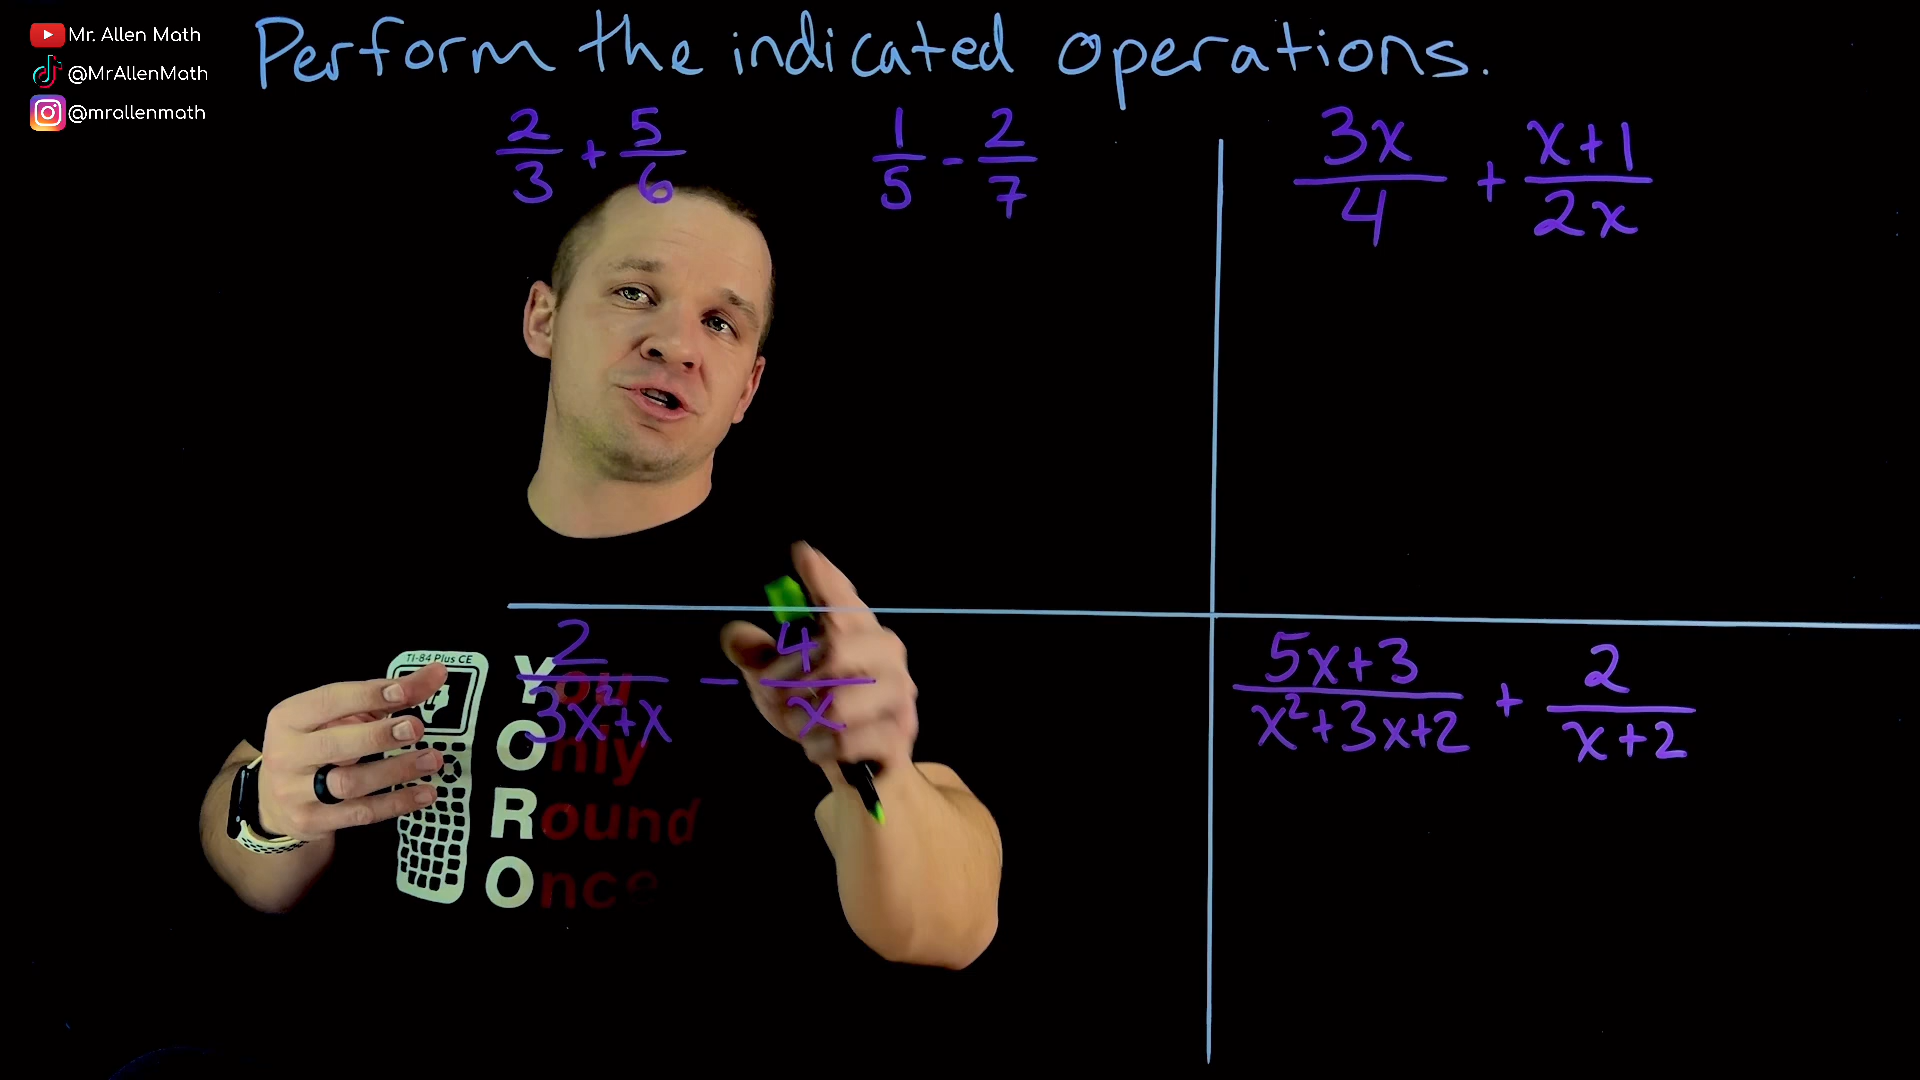 Mr. Allen Math
@MrAllenMath
@mrallenmath
Perform the indicated operations.
2/3 + 5/6
1/5 - 2/7
3x/4 + (x+1)/(2x)
2/(3x²+x) - 4/x
(5x+3)/(x²+3x+2) + 2/(x+2)
TI-84 Plus CE
You
Only
Round
Once